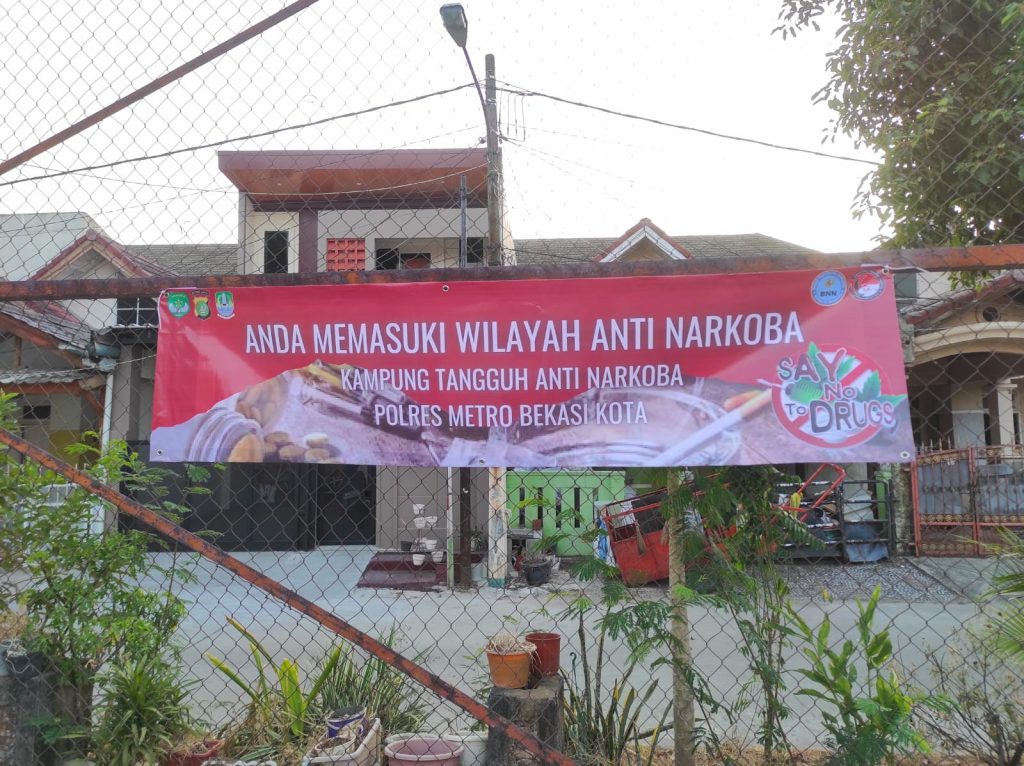 ANDA MEMASUKI WILAYAH ANTI NARKOBA
KAMPUNG TANGGUH ANTI NARKOBA
POLRES METRO BEKASI KOTA
BNN
SAY
No
To DRUGS